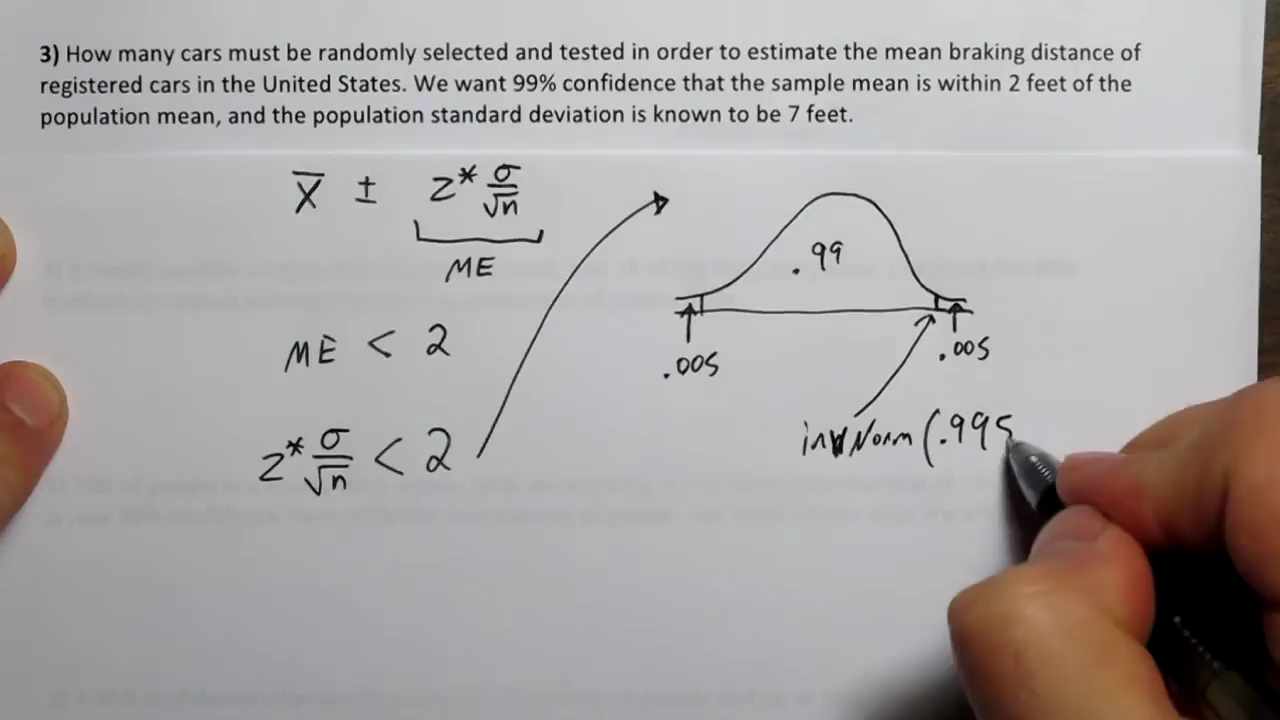 3) How many cars must be randomly selected and tested in order to estimate the mean braking distance of
registered cars in the United States. We want 99% confidence that the sample mean is within 2 feet of the
population mean, and the population standard deviation is known to be 7 feet.
x̄ ± z* σ/√n
ME
.99
ME < 2
.005
.005
z* σ/√n < 2
invNorm (.995